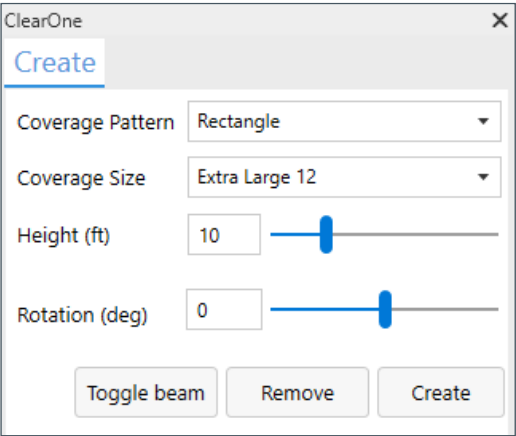 ClearOne
Create
Coverage Pattern Rectangle
Coverage Size Extra Large 12
Height (ft) 10
Rotation (deg) 0
Toggle beam Remove Create